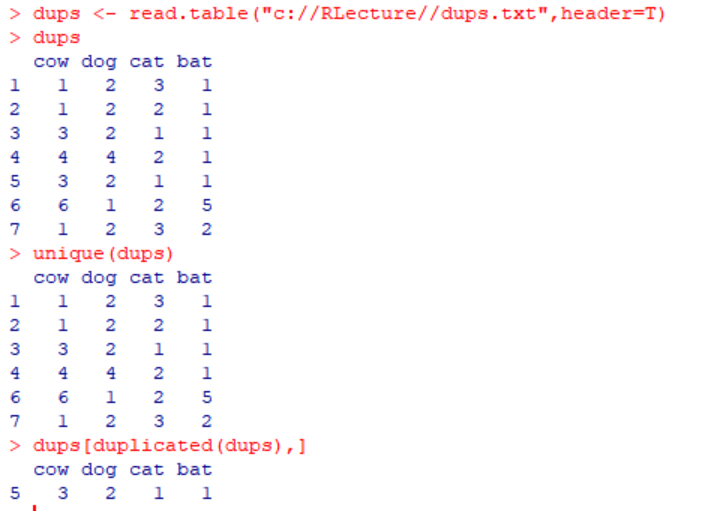 > dups <- read.table("c://RLecture//dups.txt",header=T)
> dups
  cow dog cat bat
1   1   2   3   1
2   1   2   2   1
3   3   2   1   1
4   4   4   2   1
5   3   2   1   1
6   6   1   2   5
7   1   2   3   2
> unique(dups)
  cow dog cat bat
1   1   2   3   1
2   1   2   2   1
3   3   2   1   1
4   4   4   2   1
6   6   1   2   5
7   1   2   3   2
> dups[duplicated(dups),]
  cow dog cat bat
5   3   2   1   1